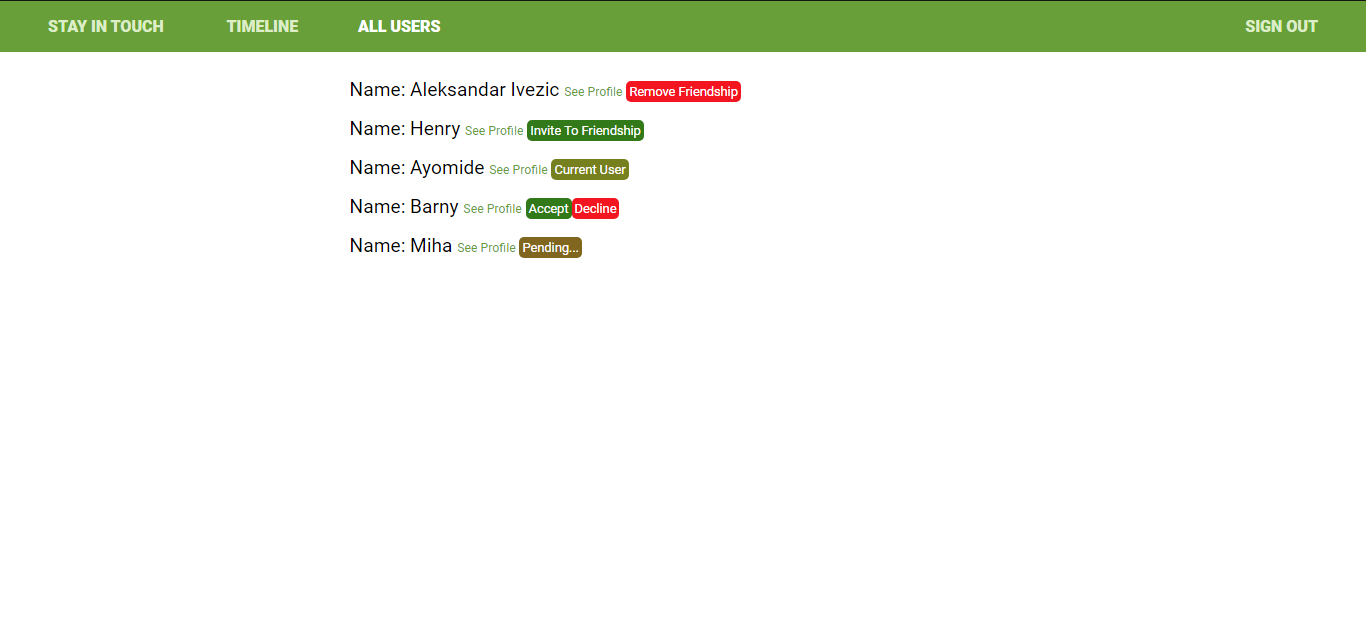 STAY IN TOUCH TIMELINE ALL USERS SIGN OUT
Name: Aleksandar Ivezic See Profile Remove Friendship
Name: Henry See Profile Invite To Friendship
Name: Ayomide See Profile Current User
Name: Barny See Profile Accept Decline
Name: Miha See Profile Pending...